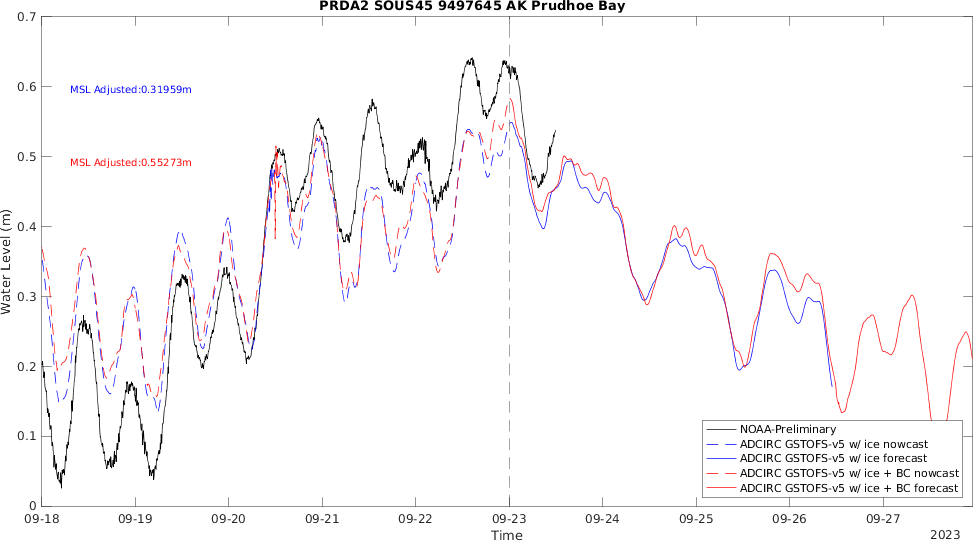 PRDA2 SOUS45 9497645 AK Prudhoe Bay
0.7
0.6
0.5
0.4
0.3
0.2
0.1
0
Water Level (m)
MSL Adjusted:0.31959m
MSL Adjusted:0.55273m
NOAA-Preliminary
ADCIRC GSTOFS-v5 w/ ice nowcast
ADCIRC GSTOFS-v5 w/ ice forecast
ADCIRC GSTOFS-v5 w/ ice + BC nowcast
ADCIRC GSTOFS-v5 w/ ice + BC forecast
09-18 09-19 09-20 09-21 09-22 09-23 09-24 09-25 09-26 09-27
Time
2023